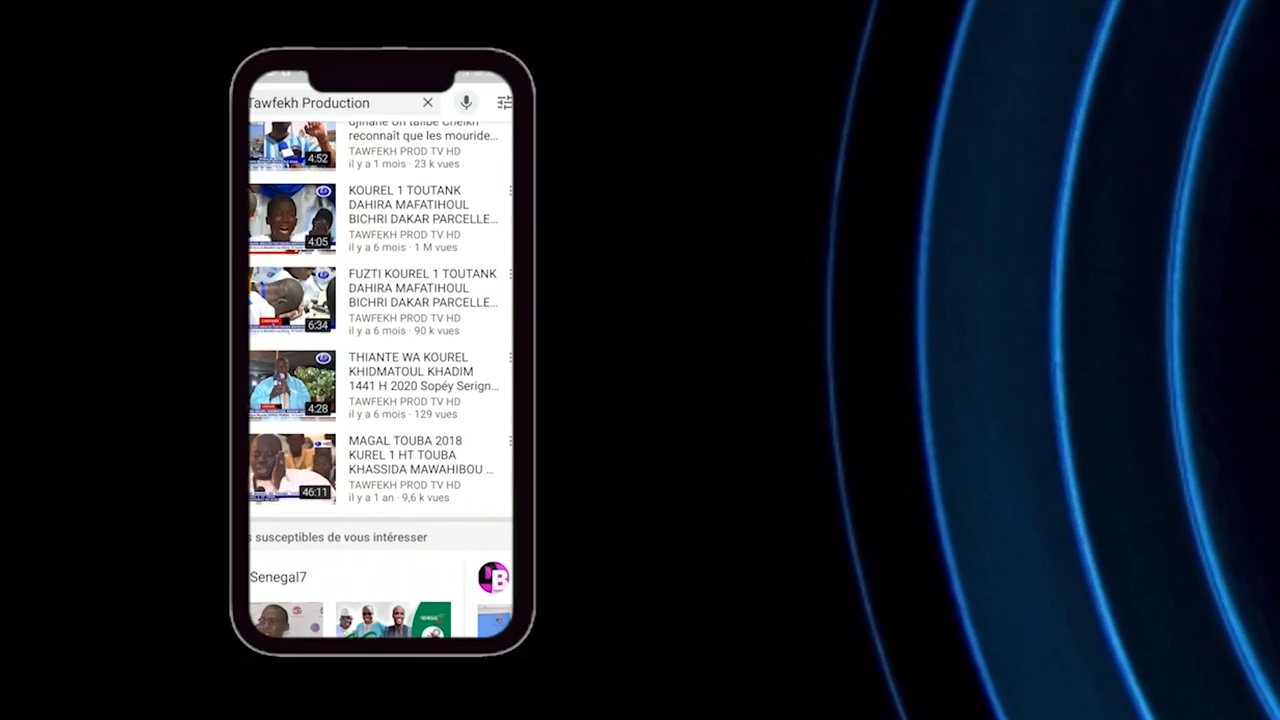 Tawfekh Production
djinane Un talibé Cheikh
reconnaît que les mouride…
TAWFEKH PROD TV HD
il y a 1 mois · 23 k vues
4:52
KOUREL 1 TOUTANK
DAHIRA MAFATIHOUL
BICHRI DAKAR PARCELLE…
TAWFEKH PROD TV HD
il y a 6 mois · 1 M vues
4:05
FUZTI KOUREL 1 TOUTANK
DAHIRA MAFATIHOUL
BICHRI DAKAR PARCELLE…
TAWFEKH PROD TV HD
il y a 6 mois · 90 k vues
6:34
THIANTE WA KOUREL
KHIDMATOUL KHADIM
1441 H 2020 Sopéy Serign…
TAWFEKH PROD TV HD
il y a 6 mois · 129 vues
4:28
MAGAL TOUBA 2018
KUREL 1 HT TOUBA
KHASSIDA MAWAHIBOU …
TAWFEKH PROD TV HD
il y a 1 an · 9,6 k vues
46:11
s susceptibles de vous intéresser
Senegal7
B